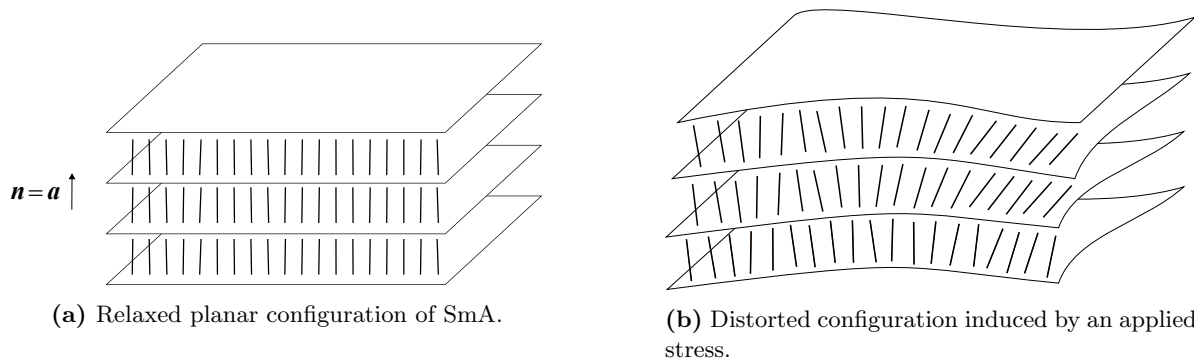 n = a
(a) Relaxed planar configuration of SmA.
(b) Distorted configuration induced by an applied
stress.